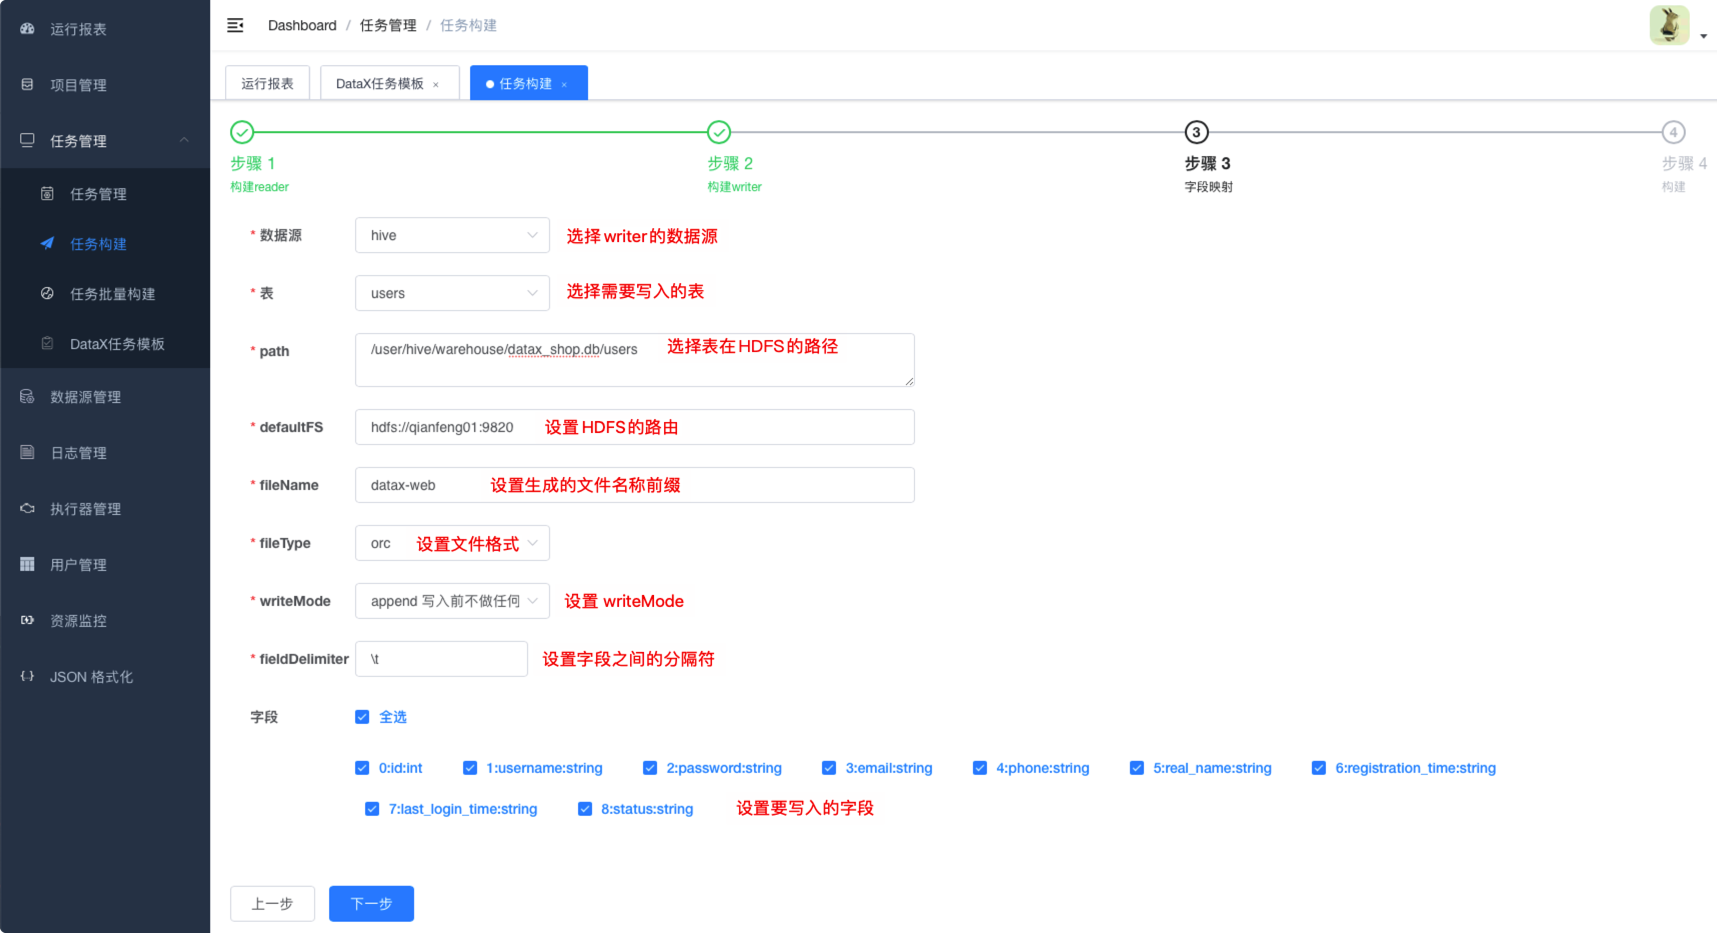 运行报表
项目管理
任务管理
任务管理
任务构建
任务批量构建
DataX任务模板
数据源管理
日志管理
执行器管理
用户管理
资源监控
JSON 格式化
Dashboard / 任务管理 / 任务构建
运行报表 DataX任务模板 × 任务构建 ×
3 4
步骤 1 步骤 2 步骤 3 步骤 4
构建reader 构建writer 字段映射 构建
* 数据源 hive 选择writer的数据源
* 表 users 选择需要写入的表
* path /user/hive/warehouse/datax_shop.db/users 选择表在HDFS的路径
* defaultFS hdfs://qianfeng01:9820 设置HDFS的路由
* fileName datax-web 设置生成的文件名称前缀
* fileType orc 设置文件格式
* writeMode append 写入前不做任何 设置 writeMode
* fieldDelimiter \t 设置字段之间的分隔符
字段 全选
0:id:int 1:username:string 2:password:string 3:email:string 4:phone:string 5:real_name:string 6:registration_time:string
7:last_login_time:string 8:status:string 设置要写入的字段
上一步 下一步